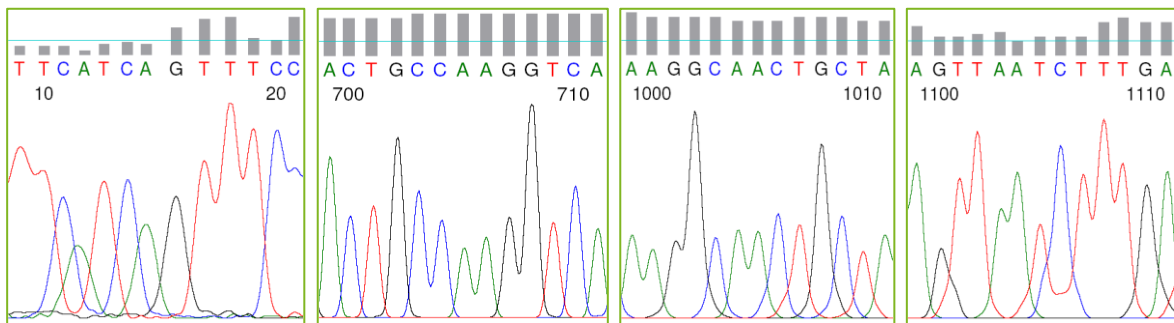 T T C A T C A G T T T C C
10 20
A C T G C C A A G G T C A
700 710
A A G G C A A C T G C T A
1000 1010
A G T T A A T C T T T G A
1100 1110